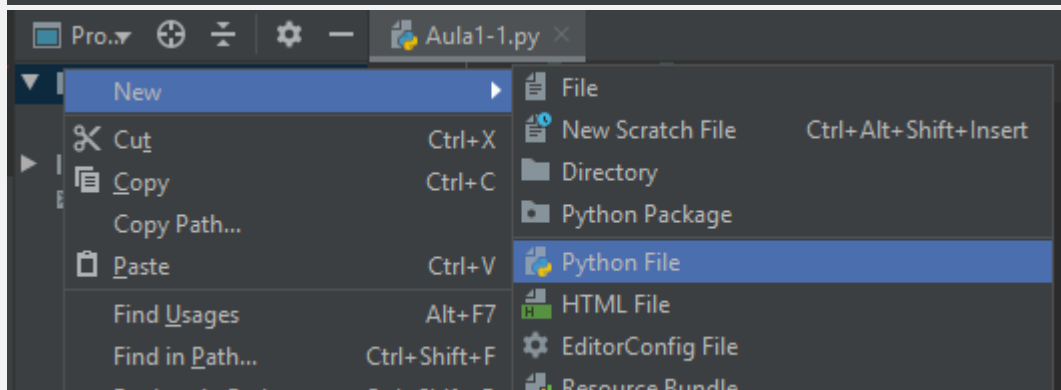 Pro..
Aula1-1.py
New
Cut Ctrl+X
Copy Ctrl+C
Copy Path...
Paste Ctrl+V
Find Usages Alt+F7
Find in Path... Ctrl+Shift+F
File
New Scratch File Ctrl+Alt+Shift+Insert
Directory
Python Package
Python File
HTML File
EditorConfig File
Resource Bundle